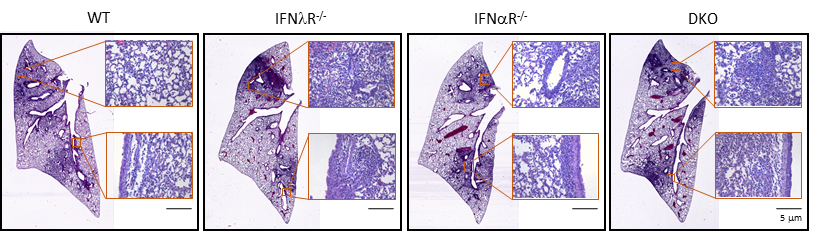 WT
IFNλR-/-
IFNαR-/-
DKO
5 μm